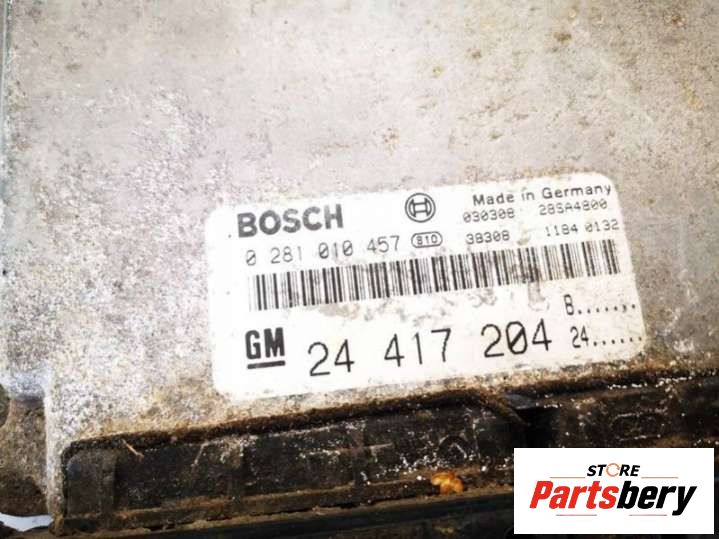 BOSCH
Made in Germany
030308 28SA4800
0 281 010 457 B10 38308 1184 0132
GM 24 417 204 B.......
24......
STORE
Partsbery